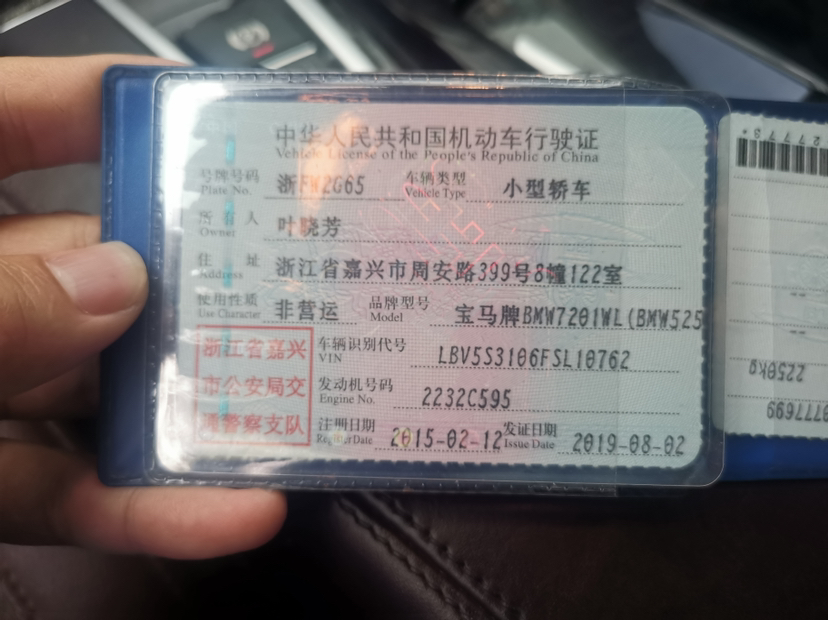 中华人民共和国机动车行驶证
Vehicle License of the People's Republic of China
号牌号码 Plate No. 浙FW2G65 车辆类型 Vehicle Type 小型轿车
所有人 Owner 叶晓芳
住址 Address 浙江省嘉兴市周安路399号8幢122室
使用性质 Use Character 非营运 品牌型号 Model 宝马牌BMW7201WL(BMW525
浙江省嘉兴
市公安局交
通警察支队
车辆识别代号 VIN LBV5S3106FSL10762
发动机号码 Engine No. 2232C595
注册日期 Register Date 2015-02-12 发证日期 Issue Date 2019-08-02
2250kg